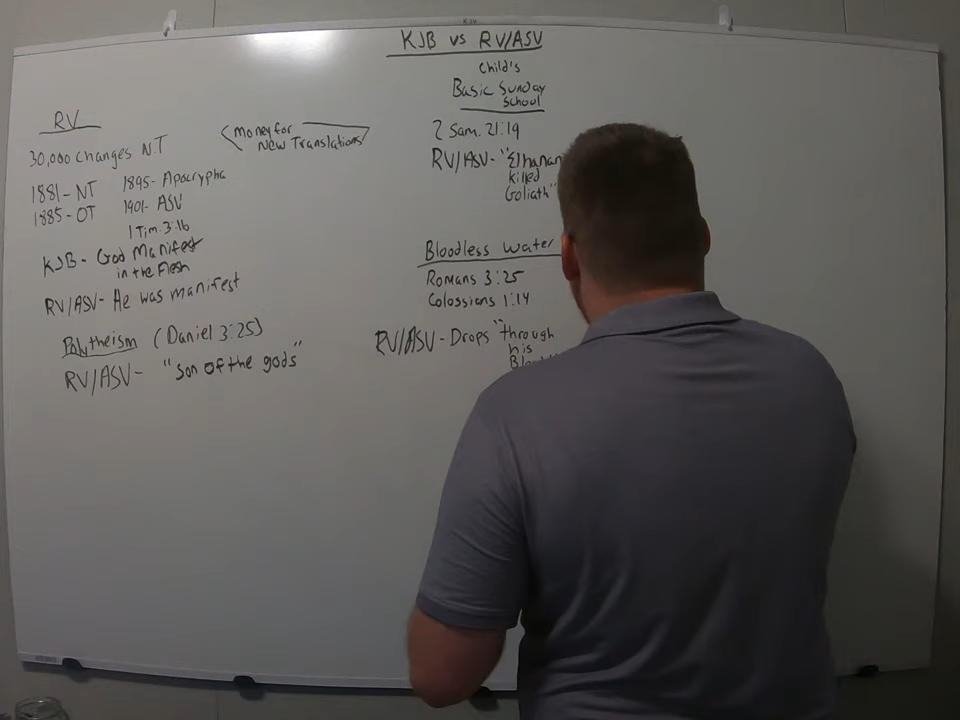 KJB vs RV/ASV
Child's
Basic Sunday
School
RV
30,000 changes N.T
<Money for
New Translations
1881- NT 1895- Apocrypha
1885- OT 1901- ASV
1 Tim. 3:16
KJB- God Manifest
in the Flesh
RV/ASV- He was manifest
Polytheism (Daniel 3:25)
RV/ASV- "son of the gods"
2 Sam. 21:19
RV/ASV- "Elhanan
killed
Goliath"
Bloodless Water
Romans 3:25
Colossians 1:14
RV/ASV- Drops "through
his
Blood"